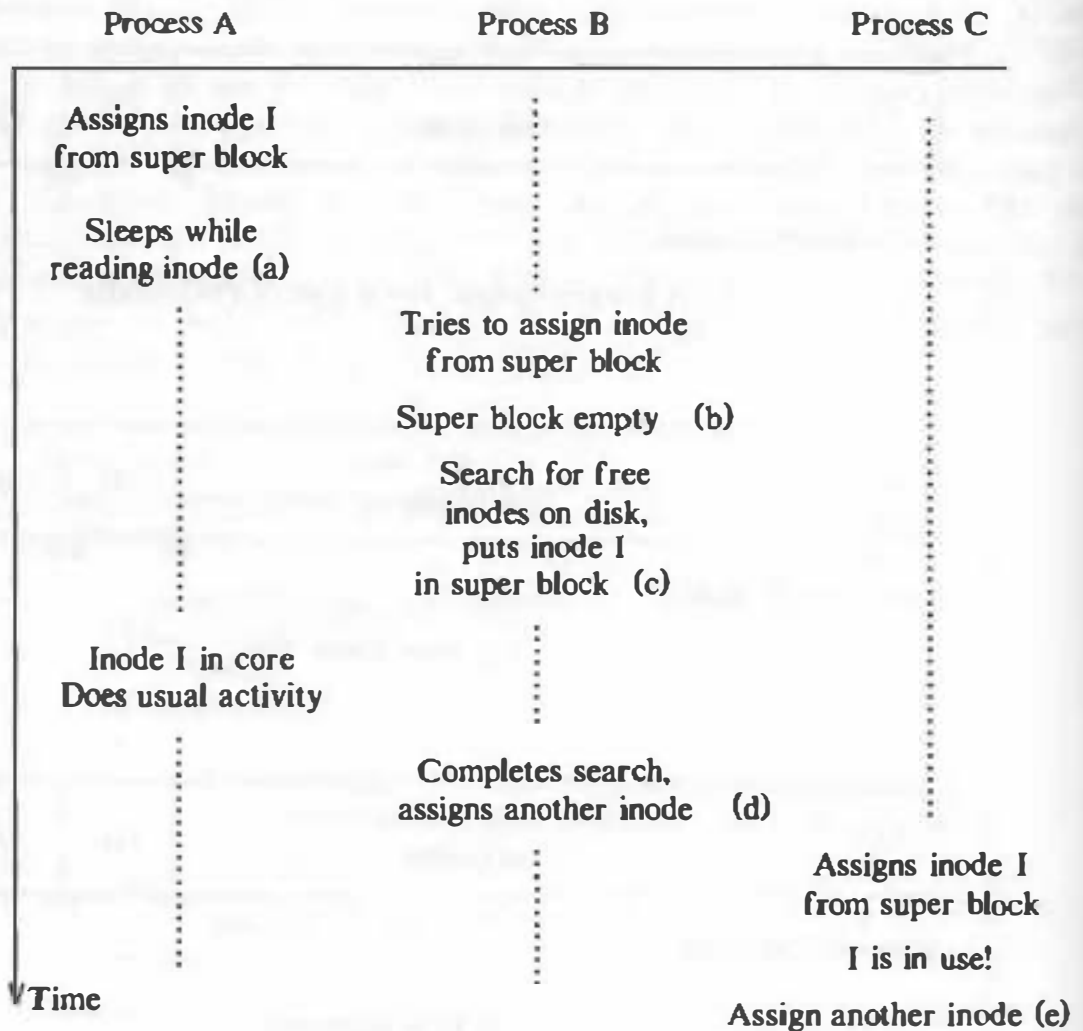 Process A Process B Process C
Assigns inode I
from super block
Sleeps while
reading inode (a)
Tries to assign inode
from super block
Super block empty (b)
Search for free
inodes on disk,
puts inode I
in super block (c)
Inode I in core
Does usual activity
Completes search,
assigns another inode (d)
Assigns inode I
from super block
I is in use!
Time
Assign another inode (e)